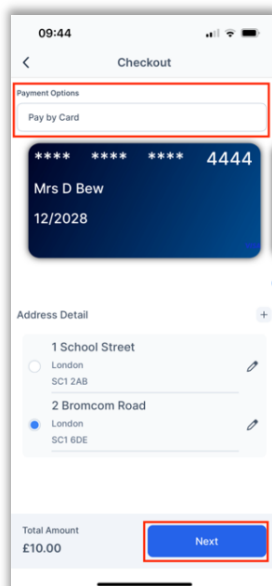 09:44
Checkout
Payment Options
Pay by Card
**** **** **** 4444
Mrs D Bew
12/2028
Address Detail
1 School Street
London
SC1 2AB
2 Bromcom Road
London
SC1 6DE
Total Amount
£10.00
Next